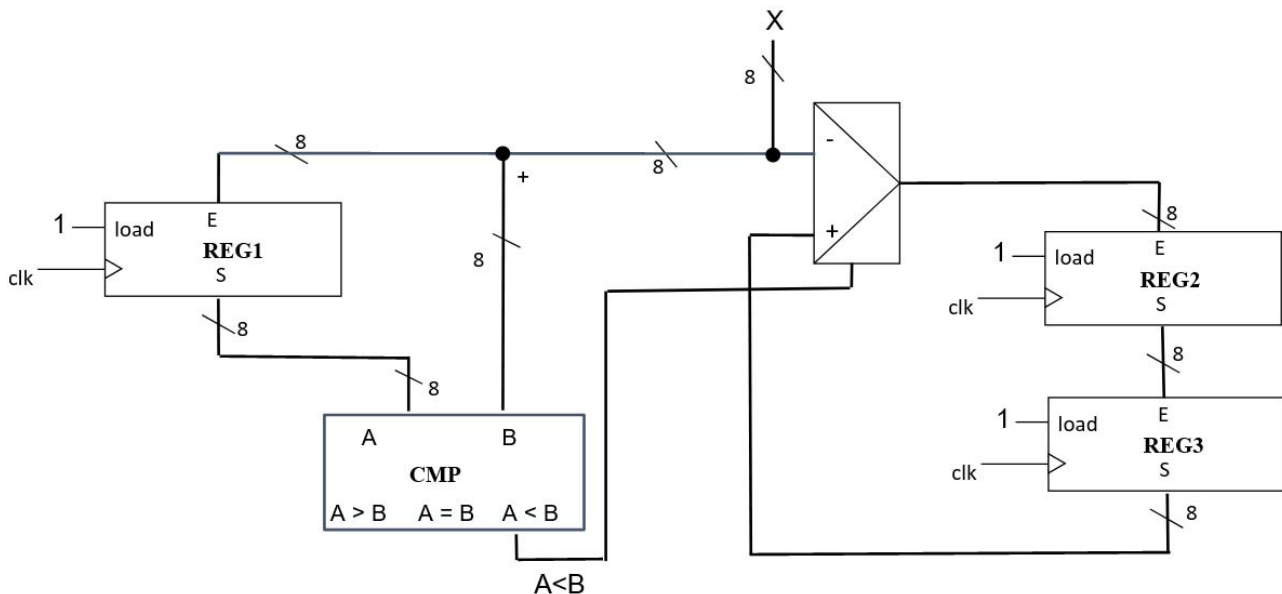 X
8
8
8
-
+
1
load
E
REG1
clk
S
8
+
8
8
8
1
load
E
REG2
clk
S
8
8
A
B
CMP
A > B
A = B
A < B
A<B
1
load
E
REG3
clk
S
8